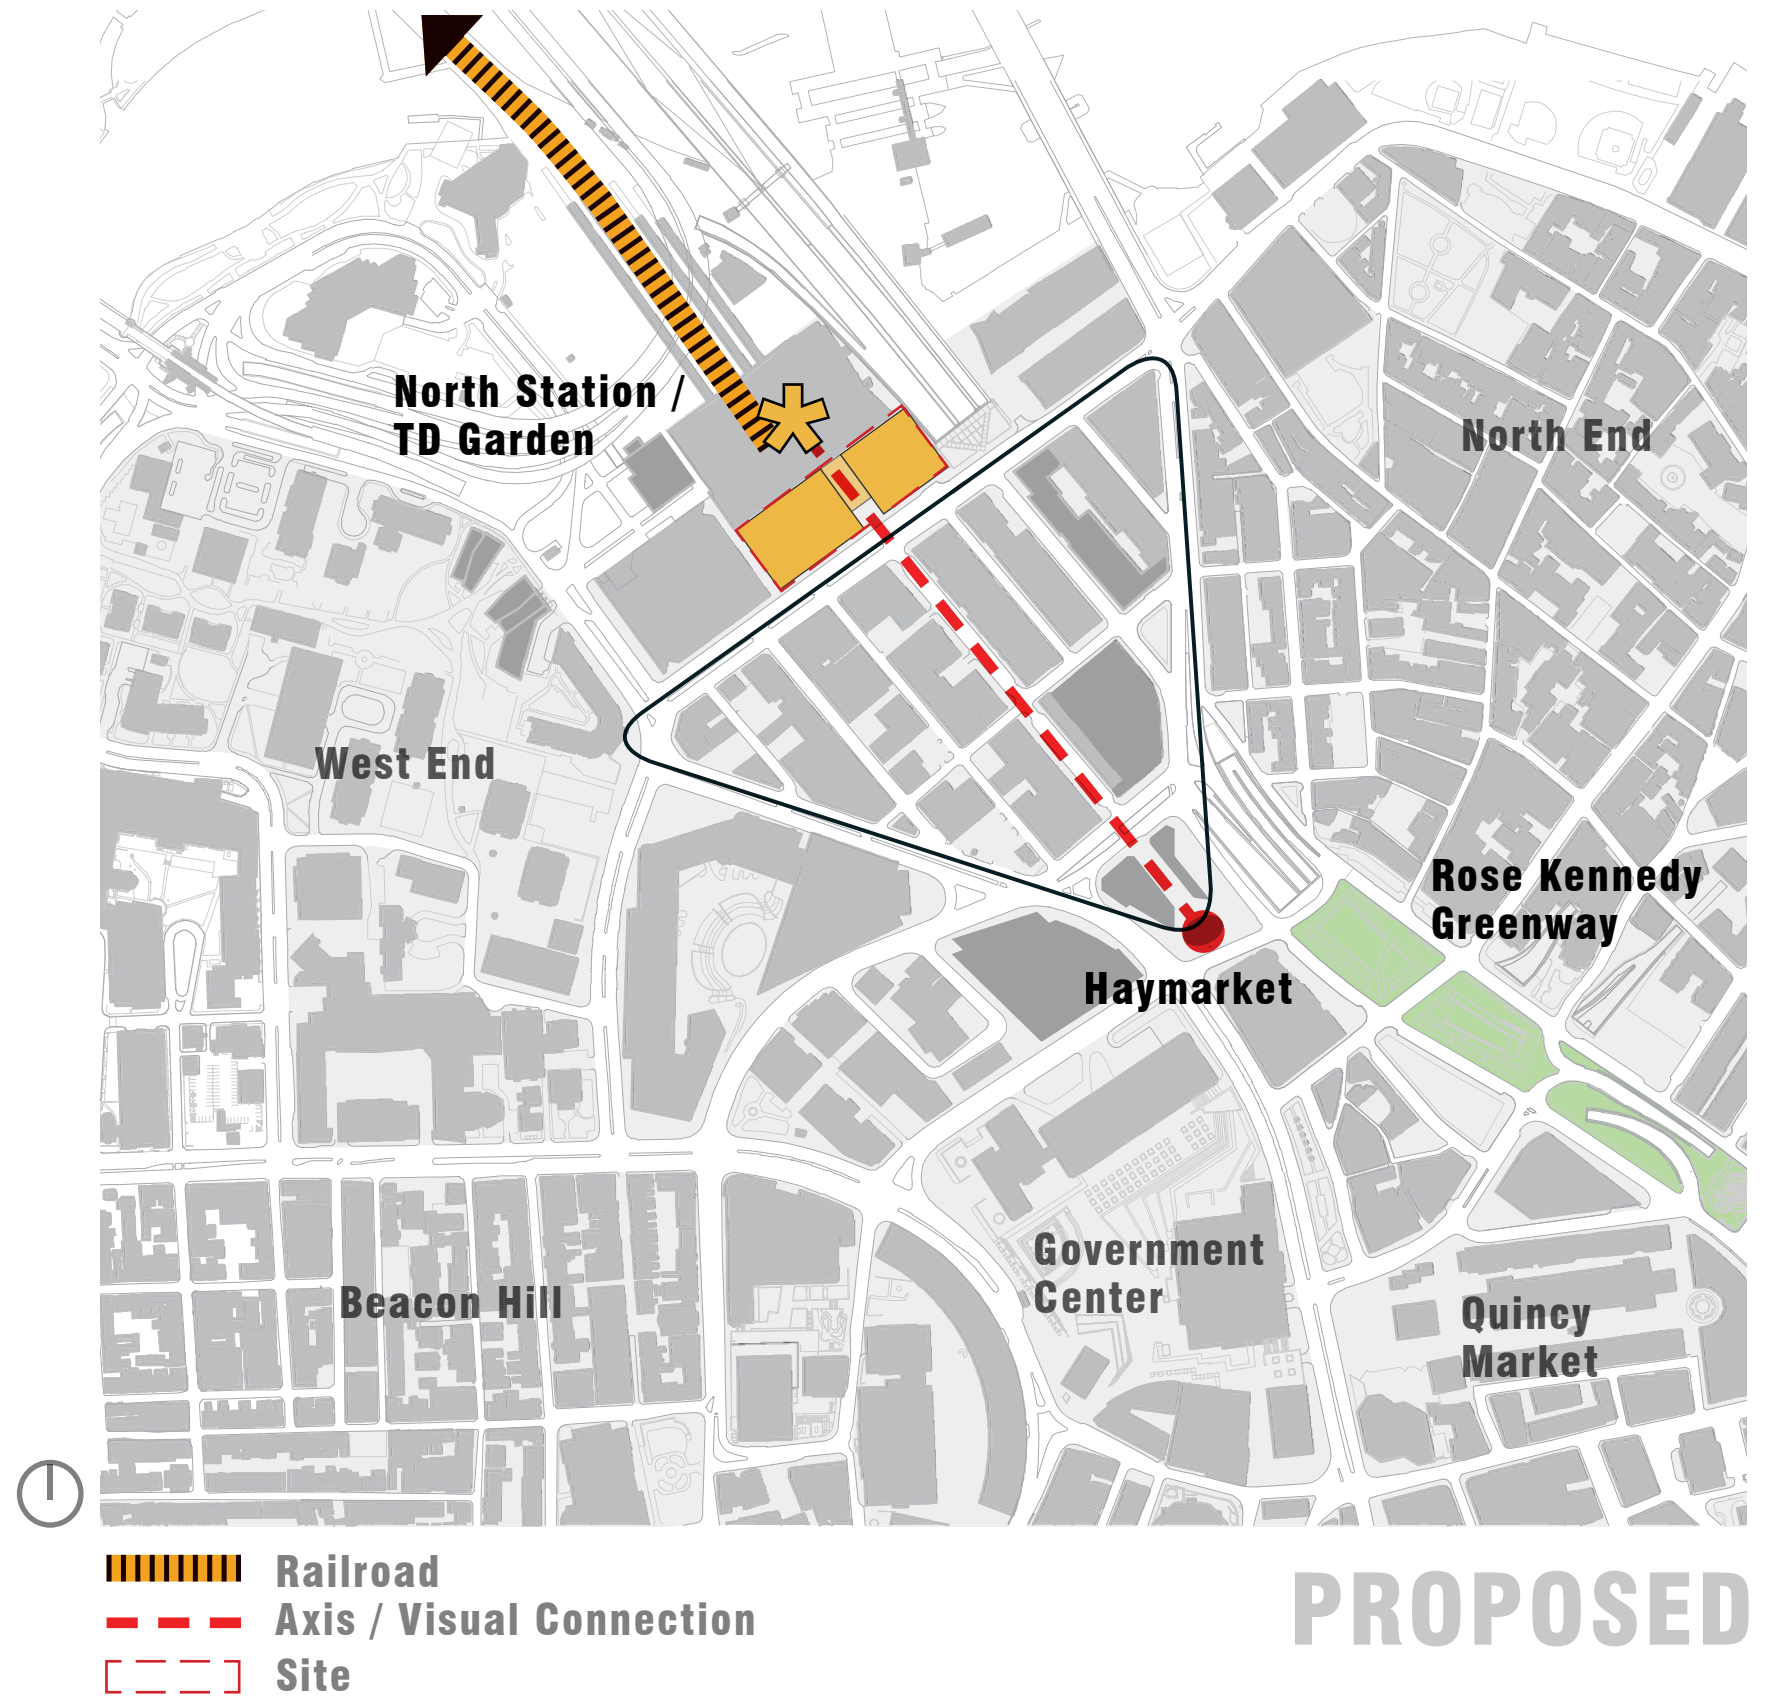 North Station /
TD Garden
North End
West End
Rose Kennedy
Greenway
Haymarket
Government
Center
Beacon Hill
Quincy
Market
Railroad
Axis / Visual Connection
Site
PROPOSED